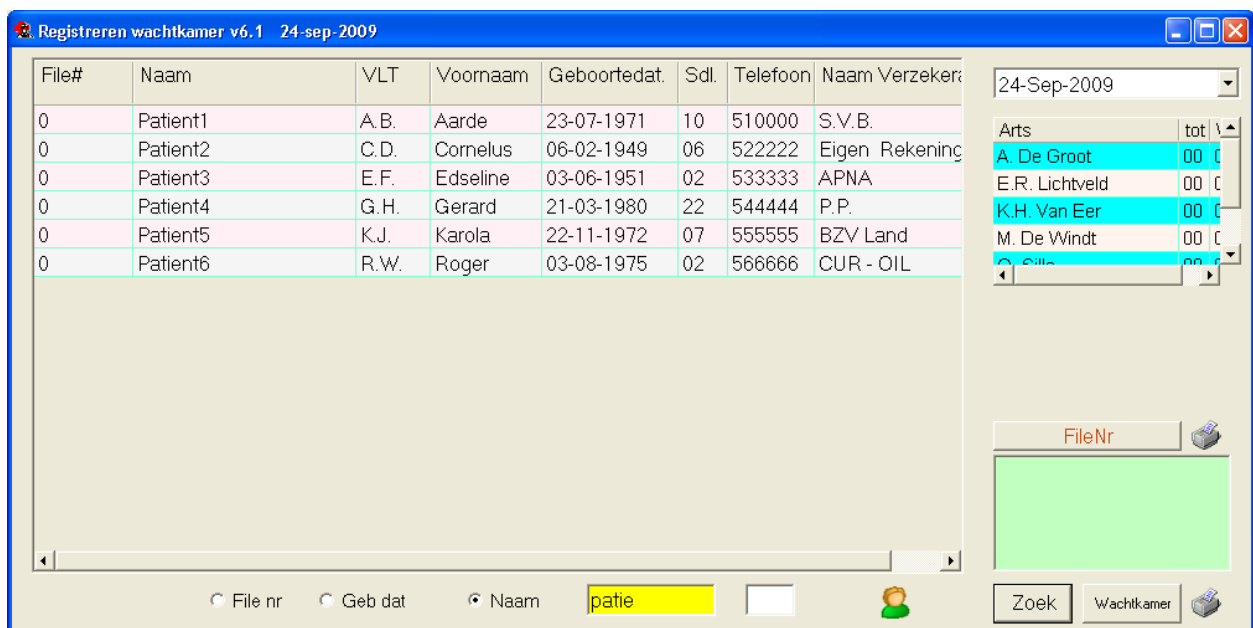 Registreren wachtkamer v6.1 24-sep-2009
File# Naam VLT Voornaam Geboortedat. Sdl. Telefoon Naam Verzekera
0 Patient1 A.B. Aarde 23-07-1971 10 510000 S.V.B.
0 Patient2 C.D. Cornelus 06-02-1949 06 522222 Eigen Rekening
0 Patient3 E.F. Edseline 03-06-1951 02 533333 APNA
0 Patient4 G.H. Gerard 21-03-1980 22 544444 P.P.
0 Patient5 K.J. Karola 22-11-1972 07 555555 BZV Land
0 Patient6 R.W. Roger 03-08-1975 02 566666 CUR - OIL
24-Sep-2009
Arts tot
A. De Groot 00
E.R. Lichtveld 00
K.H. Van Eer 00
M. De Windt 00
FileNr
File nr Geb dat Naam patie
Zoek Wachtkamer